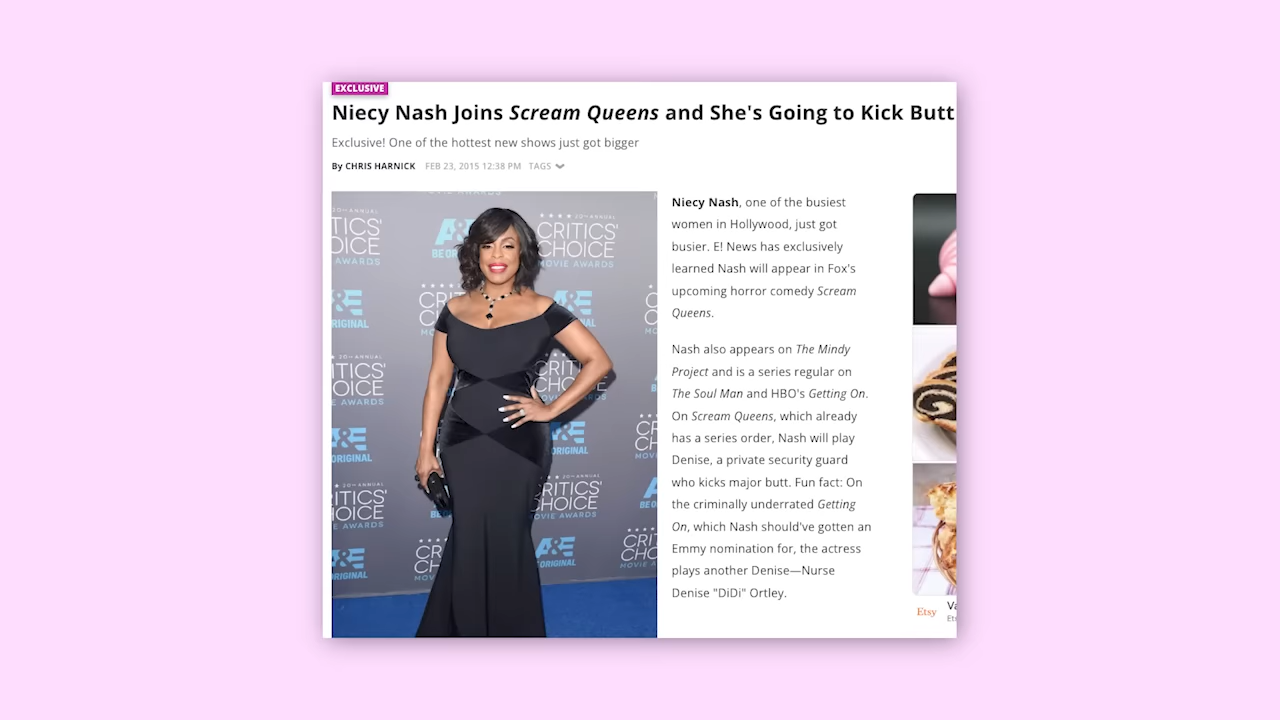 EXCLUSIVE
Niecy Nash Joins Scream Queens and She's Going to Kick Butt
Exclusive! One of the hottest new shows just got bigger
By CHRIS HARNICK FEB 23, 2015 12:38 PM TAGS
Niecy Nash, one of the busiest
women in Hollywood, just got
busier. E! News has exclusively
learned Nash will appear in Fox's
upcoming horror comedy Scream
Queens.
Nash also appears on The Mindy
Project and is a series regular on
The Soul Man and HBO's Getting On.
On Scream Queens, which already
has a series order, Nash will play
Denise, a private security guard
who kicks major butt. Fun fact: On
the criminally underrated Getting
On, which Nash should've gotten an
Emmy nomination for, the actress
plays another Denise—Nurse
Denise "DiDi" Ortley.
20TH ANNUAL
CRITICS'
CHOICE
MOVIE AWARDS
A&E
BE ORIGINAL
Etsy